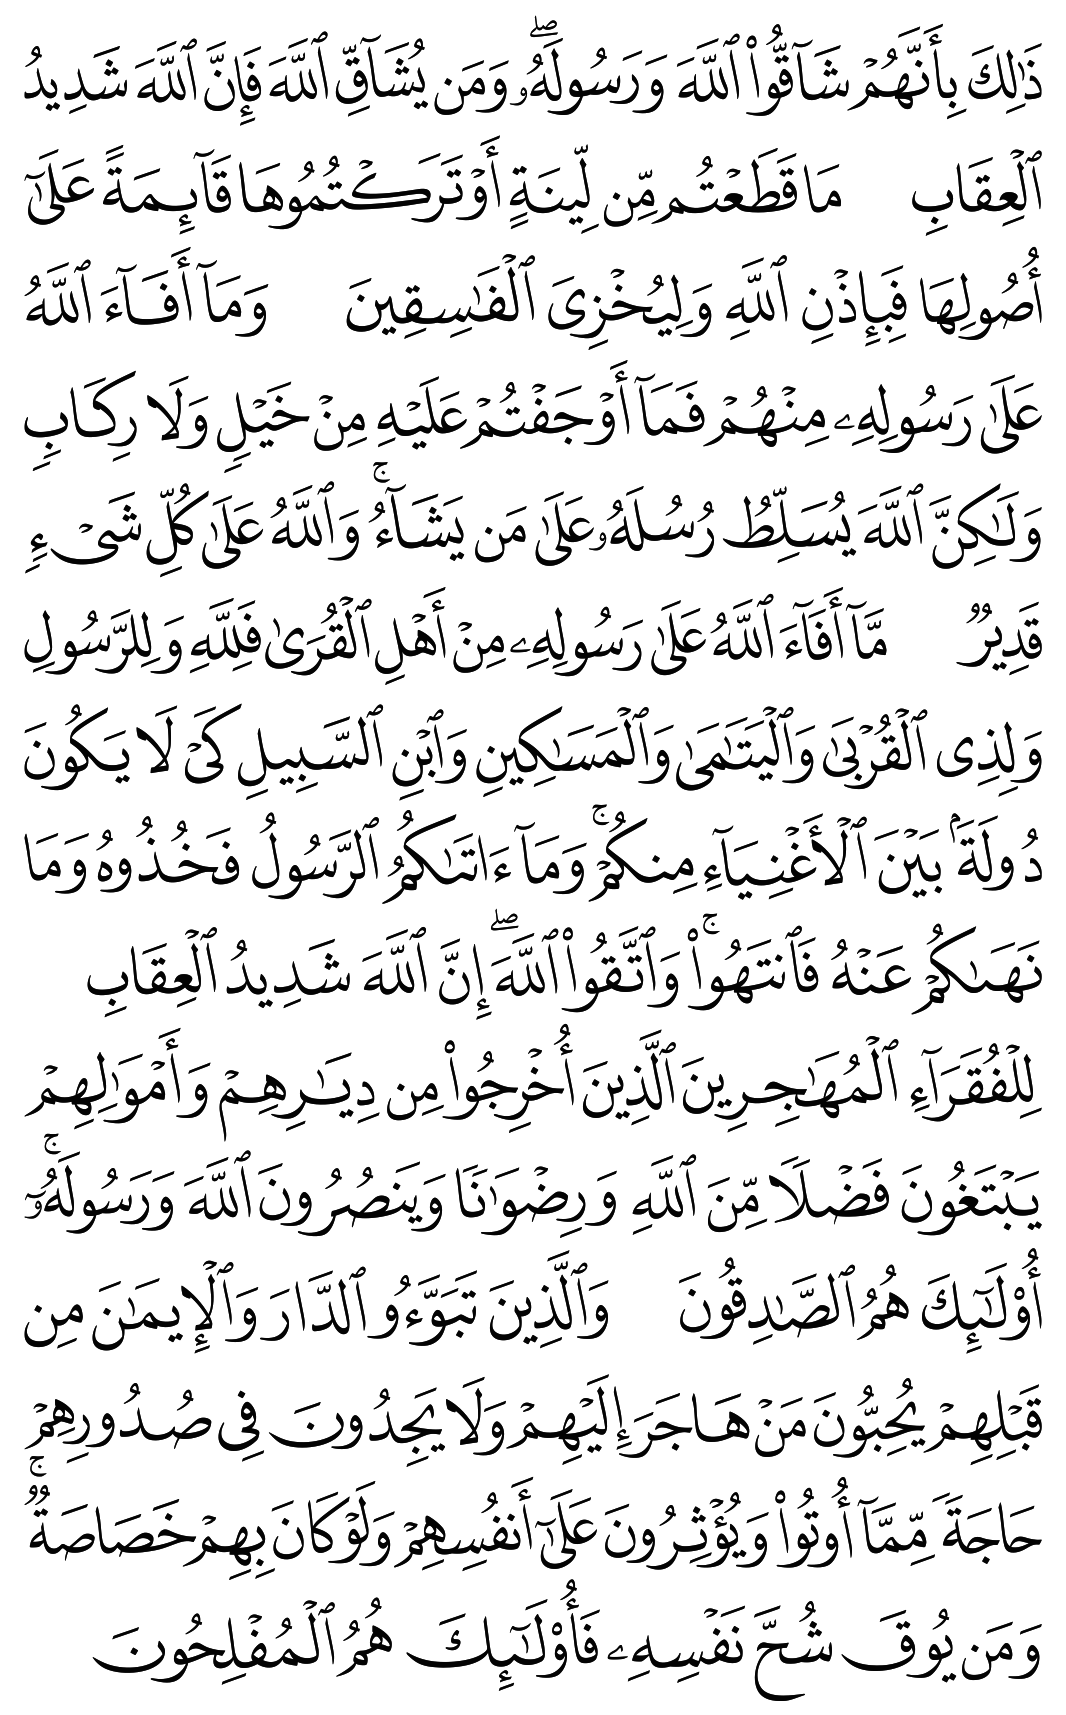 ذَٰلِكَ بِأَنَّهُمۡ شَآقُّواْ ٱللَّهَ وَرَسُولَهُۥۖ وَمَن يُشَآقِّ ٱللَّهَ فَإِنَّ ٱللَّهَ شَدِيدُ
ٱلۡعِقَابِ مَا قَطَعۡتُم مِّن لِّينَةٍ أَوۡ تَرَكۡتُمُوهَا قَآئِمَةً عَلَىٰٓ
أُصُولِهَا فَبِإِذۡنِ ٱللَّهِ وَلِيُخۡزِيَ ٱلۡفَٰسِقِينَ وَمَآ أَفَآءَ ٱللَّهُ
عَلَىٰ رَسُولِهِۦ مِنۡهُمۡ فَمَآ أَوۡجَفۡتُمۡ عَلَيۡهِ مِنۡ خَيۡلٖ وَلَا رِكَابٖ
وَلَٰكِنَّ ٱللَّهَ يُسَلِّطُ رُسُلَهُۥ عَلَىٰ مَن يَشَآءُۚ وَٱللَّهُ عَلَىٰ كُلِّ شَيۡءٖ
قَدِيرٞ مَّآ أَفَآءَ ٱللَّهُ عَلَىٰ رَسُولِهِۦ مِنۡ أَهۡلِ ٱلۡقُرَىٰ فَلِلَّهِ وَلِلرَّسُولِ
وَلِذِي ٱلۡقُرۡبَىٰ وَٱلۡيَتَٰمَىٰ وَٱلۡمَسَٰكِينِ وَٱبۡنِ ٱلسَّبِيلِ كَيۡ لَا يَكُونَ
دُولَةَۢ بَيۡنَ ٱلۡأَغۡنِيَآءِ مِنكُمۡۚ وَمَآ ءَاتَىٰكُمُ ٱلرَّسُولُ فَخُذُوهُ وَمَا
نَهَىٰكُمۡ عَنۡهُ فَٱنتَهُواْۚ وَٱتَّقُواْ ٱللَّهَۖ إِنَّ ٱللَّهَ شَدِيدُ ٱلۡعِقَابِ
لِلۡفُقَرَآءِ ٱلۡمُهَٰجِرِينَ ٱلَّذِينَ أُخۡرِجُواْ مِن دِيَٰرِهِمۡ وَأَمۡوَٰلِهِمۡ
يَبۡتَغُونَ فَضۡلٗا مِّنَ ٱللَّهِ وَرِضۡوَٰنٗا وَيَنصُرُونَ ٱللَّهَ وَرَسُولَهُۥٓۚ
أُوْلَٰٓئِكَ هُمُ ٱلصَّٰدِقُونَ وَٱلَّذِينَ تَبَوَّءُو ٱلدَّارَ وَٱلۡإِيمَٰنَ مِن
قَبۡلِهِمۡ يُحِبُّونَ مَنۡ هَاجَرَ إِلَيۡهِمۡ وَلَا يَجِدُونَ فِي صُدُورِهِمۡ
حَاجَةٗ مِّمَّآ أُوتُواْ وَيُؤۡثِرُونَ عَلَىٰٓ أَنفُسِهِمۡ وَلَوۡ كَانَ بِهِمۡ خَصَاصَةٞۚ
وَمَن يُوقَ شُحَّ نَفۡسِهِۦ فَأُوْلَٰٓئِكَ هُمُ ٱلۡمُفۡلِحُونَ